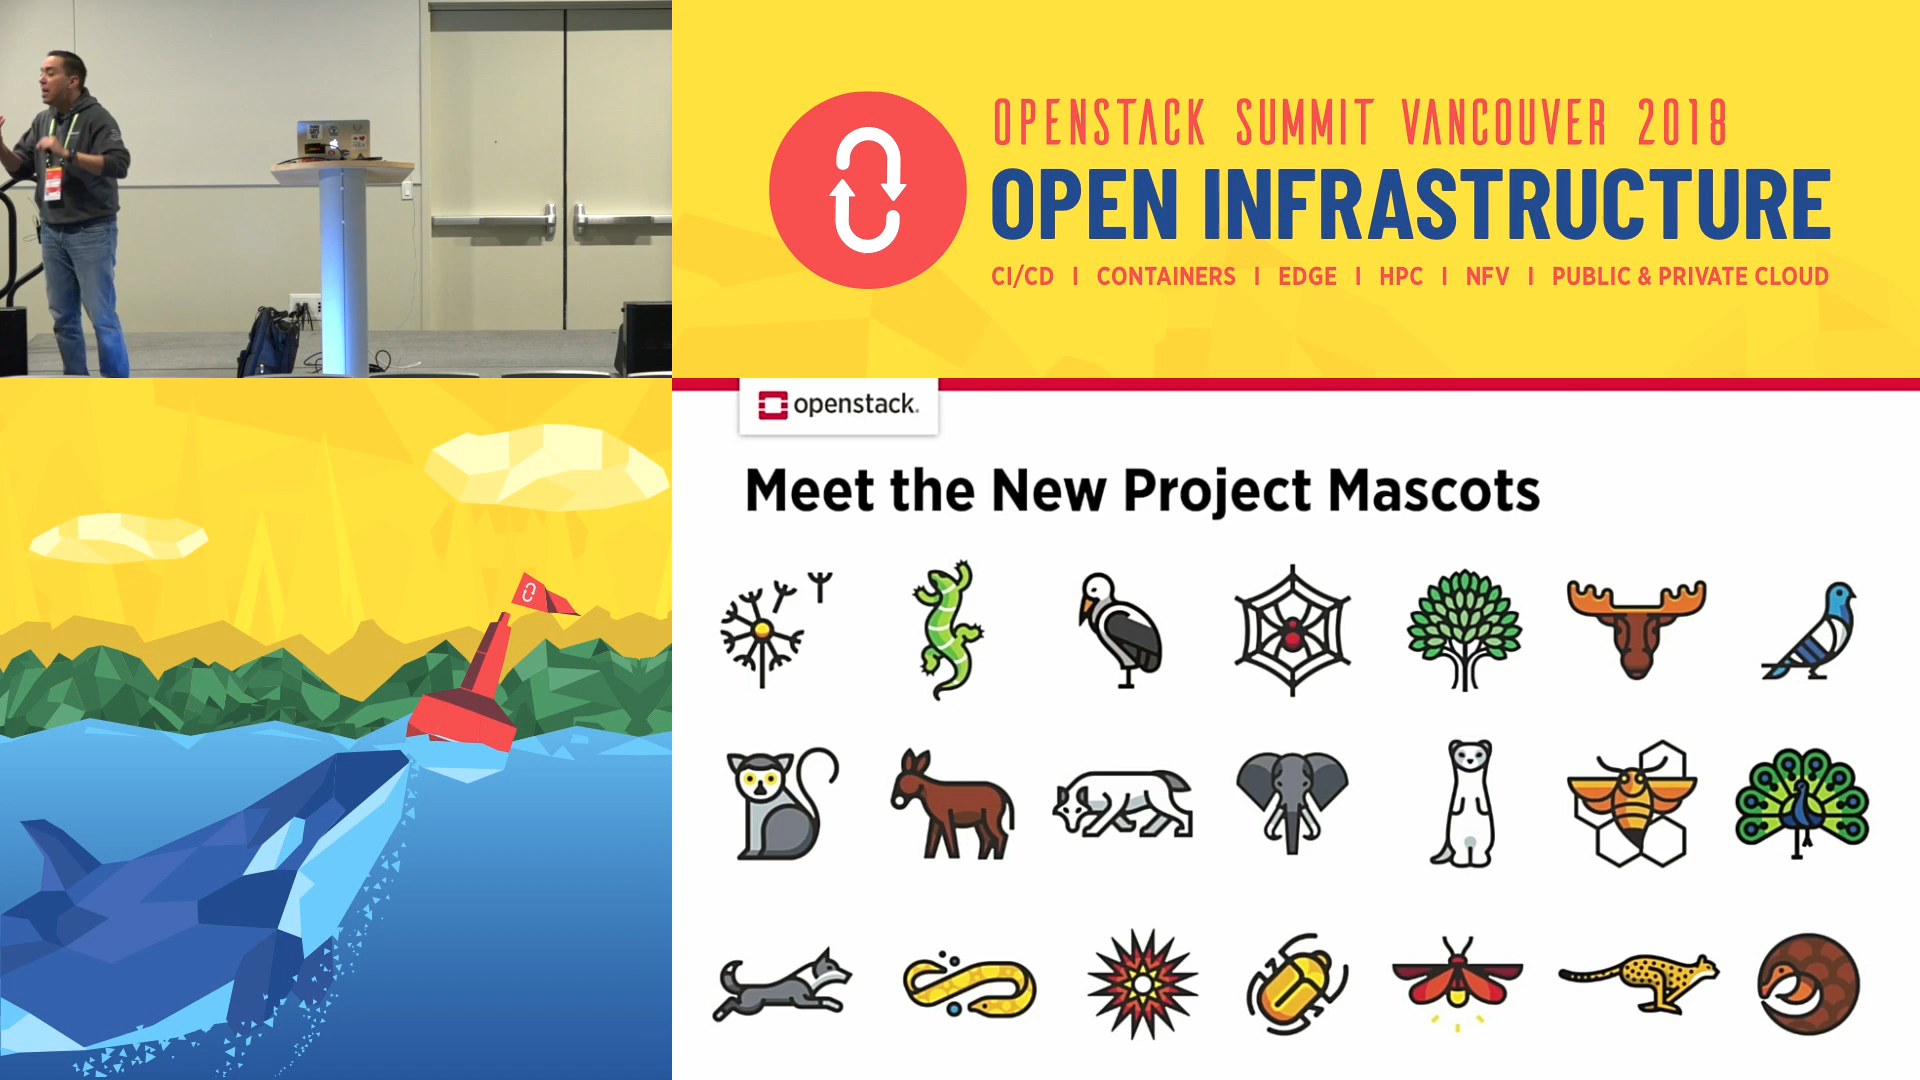 OPENSTACK SUMMIT VANCOUVER 2018
OPEN INFRASTRUCTURE
CI/CD | CONTAINERS | EDGE | HPC | NFV | PUBLIC & PRIVATE CLOUD
openstack.
Meet the New Project Mascots